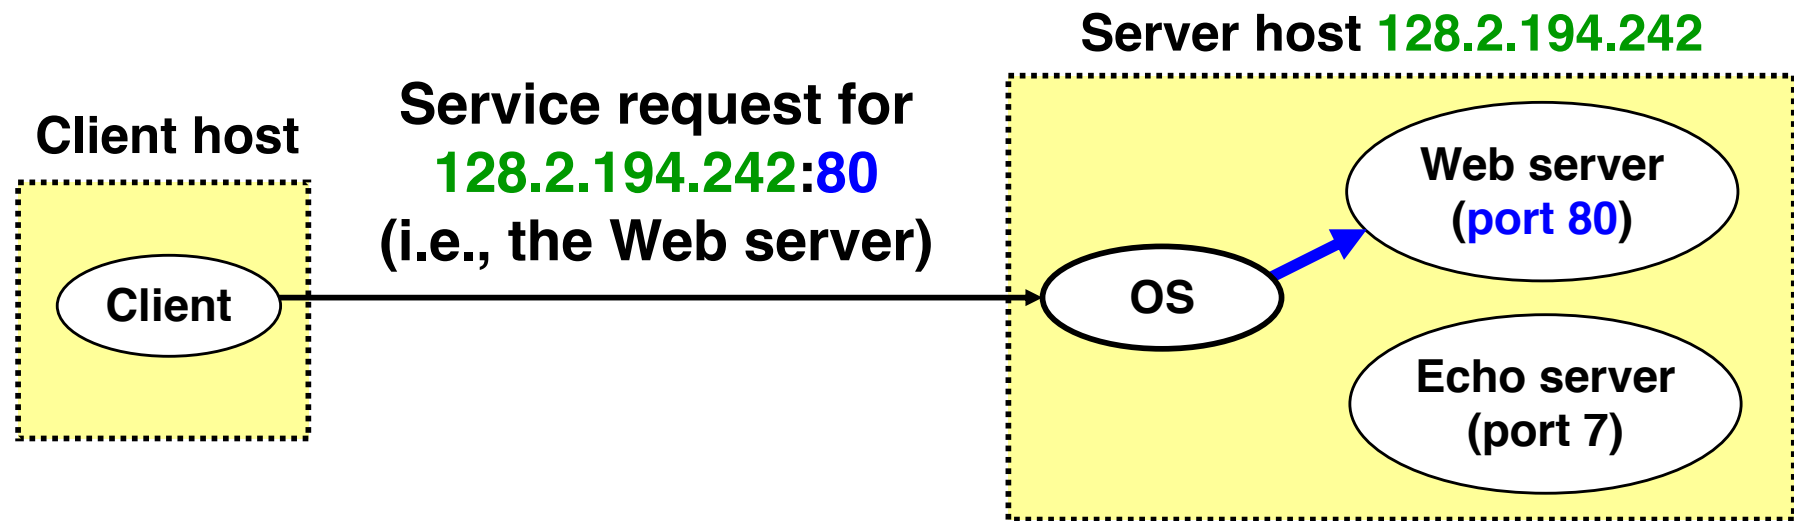 Server host 128.2.194.242
Service request for
128.2.194.242:80
(i.e., the Web server)
Client host
Client
OS
Web server
(port 80)
Echo server
(port 7)